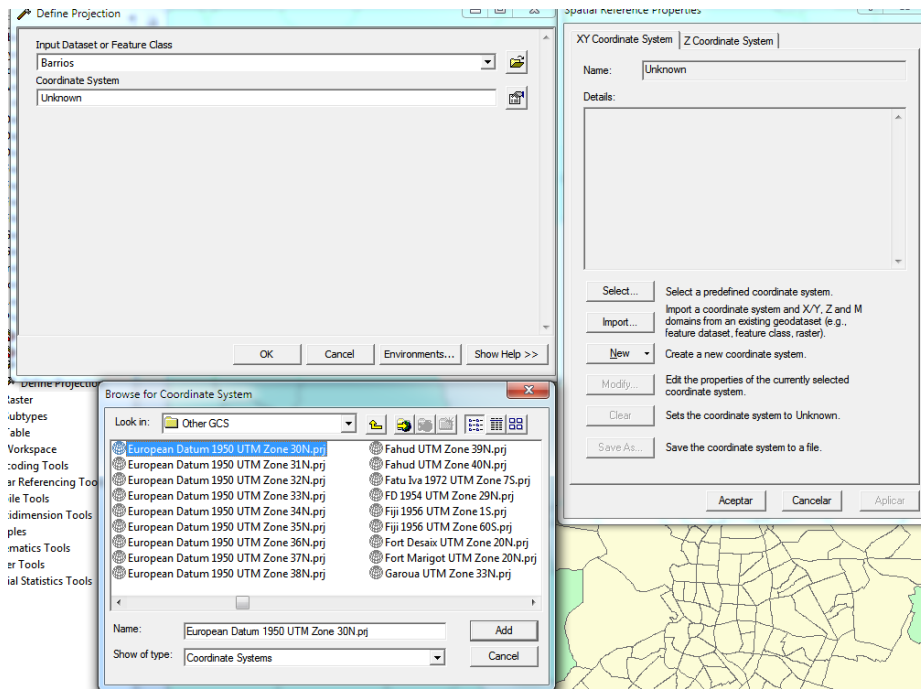 Define Projection
Input Dataset or Feature Class
Barrios
Coordinate System
Unknown
OK
Cancel
Environments...
Show Help >>
Spatial Reference Properties
XY Coordinate System
Z Coordinate System
Name:
Unknown
Details:
Select...
Select a predefined coordinate system.
Import...
Import a coordinate system and X/Y, Z and M
domains from an existing geodataset (e.g.,
feature dataset, feature class, raster).
New
Create a new coordinate system.
Modify...
Edit the properties of the currently selected
coordinate system.
Clear
Sets the coordinate system to Unknown.
Save As...
Save the coordinate system to a file.
Aceptar
Cancelar
Aplicar
Define Projectio
Raster
ubtypes
able
Workspace
coding Tools
ar Referencing Too
ile Tools
tidimension Tools
ples
ematics Tools
er Tools
ial Statistics Tools
Browse for Coordinate System
Look in:
Other GCS
European Datum 1950 UTM Zone 30N.prj
European Datum 1950 UTM Zone 31N.prj
European Datum 1950 UTM Zone 32N.prj
European Datum 1950 UTM Zone 33N.prj
European Datum 1950 UTM Zone 34N.prj
European Datum 1950 UTM Zone 35N.prj
European Datum 1950 UTM Zone 36N.prj
European Datum 1950 UTM Zone 37N.prj
European Datum 1950 UTM Zone 38N.prj
Fahud UTM Zone 39N.prj
Fahud UTM Zone 40N.prj
Fatu Iva 1972 UTM Zone 7S.prj
FD 1954 UTM Zone 29N.prj
Fiji 1956 UTM Zone 1S.prj
Fiji 1956 UTM Zone 60S.prj
Fort Desaix UTM Zone 20N.prj
Fort Marigot UTM Zone 20N.prj
Garoua UTM Zone 33N.prj
Name:
European Datum 1950 UTM Zone 30N.prj
Add
Show of type:
Coordinate Systems
Cancel